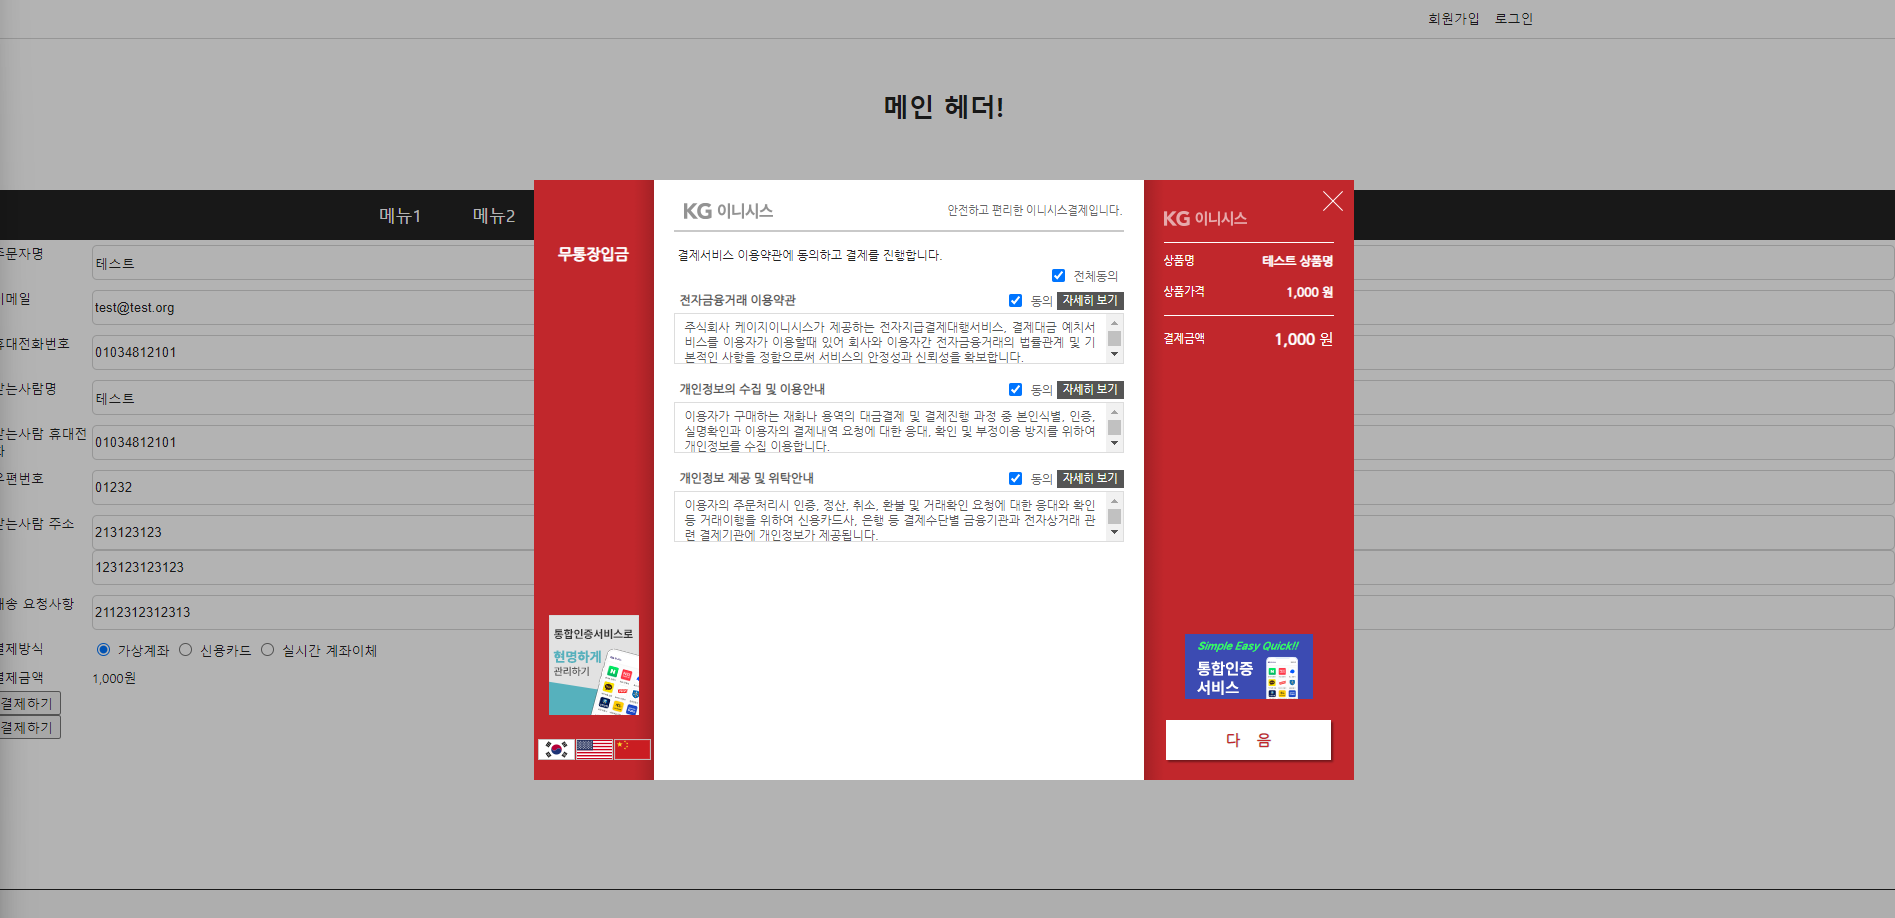 회원가입 로그인
메인 헤더!
메뉴1 메뉴2
주문자명
테스트
이메일
test@test.org
휴대전화번호
01034812101
받는사람명
테스트
받는사람 휴대전
화
01034812101
우편번호
01232
받는사람 주소
213123123
123123123123
배송 요청사항
2112312312313
결제방식
가상계좌 신용카드 실시간 계좌이체
결제금액
1,000원
결제하기
결제하기
무통장입금
통합인증서비스로
현명하게
관리하기
KG 이니시스
안전하고 편리한 이니시스결제입니다.
결제서비스 이용약관에 동의하고 결제를 진행합니다.
전체동의
전자금융거래 이용약관
동의 자세히 보기
주식회사 케이지이니시스가 제공하는 전자지급결제대행서비스, 결제대금 예치서
비스를 이용자가 이용할때 있어 회사와 이용자간 전자금융거래의 법률관계 및 기
본적인 사항을 정함으로써 서비스의 안정성과 신뢰성을 확보합니다.
개인정보의 수집 및 이용안내
동의 자세히 보기
이용자가 구매하는 재화나 용역의 대금결제 및 결제진행 과정 중 본인식별, 인증,
실명확인과 이용자의 결제내역 요청에 대한 응대, 확인 및 부정이용 방지를 위하여
개인정보를 수집 이용합니다.
개인정보 제공 및 위탁안내
동의 자세히 보기
이용자의 주문처리시 인증, 정산, 취소, 환불 및 거래확인 요청에 대한 응대와 확인
등 거래이행을 위하여 신용카드사, 은행 등 결제수단별 금융기관과 전자상거래 관
련 결제기관에 개인정보가 제공됩니다.
KG 이니시스
상품명 테스트 상품명
상품가격 1,000 원
결제금액 1,000 원
Simple Easy Quick!!
통합인증
서비스
다 음